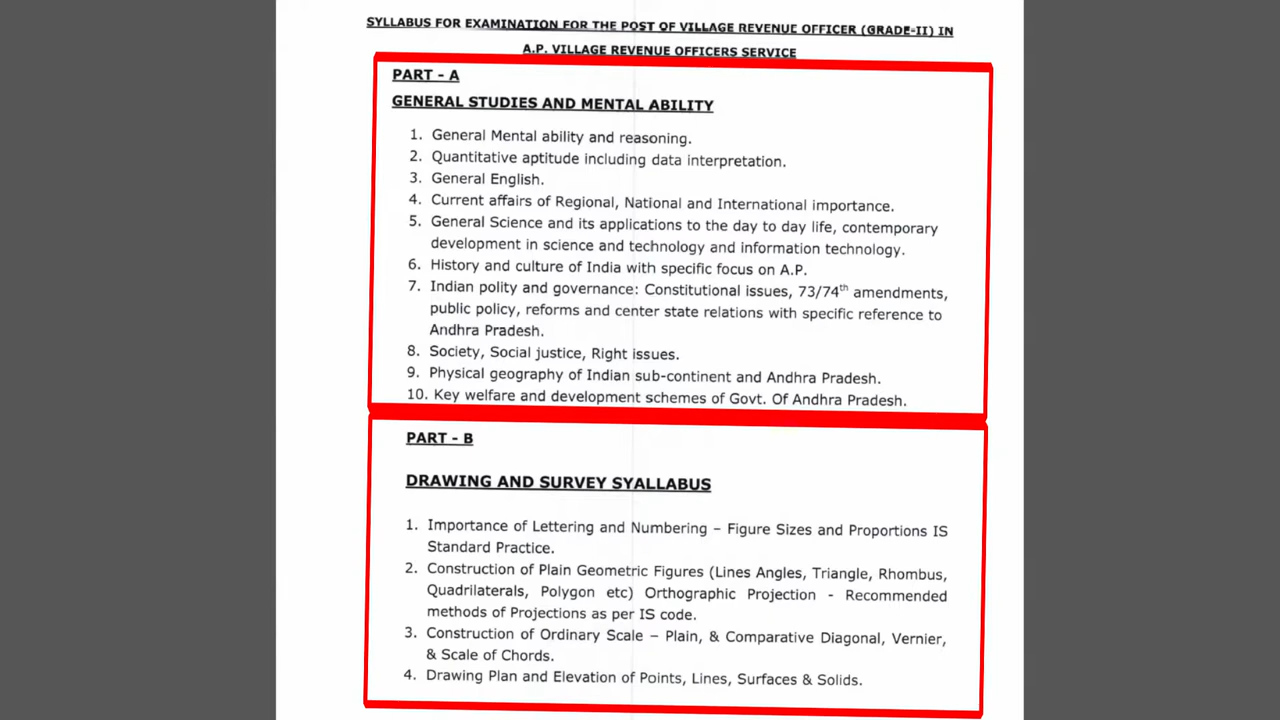 SYLLABUS FOR EXAMINATION FOR THE POST OF VILLAGE REVENUE OFFICER (GRADE-II) IN
A.P. VILLAGE REVENUE OFFICERS SERVICE
PART - A
GENERAL STUDIES AND MENTAL ABILITY
1. General Mental ability and reasoning.
2. Quantitative aptitude including data interpretation.
3. General English.
4. Current affairs of Regional, National and International importance.
5. General Science and its applications to the day to day life, contemporary
development in science and technology and information technology.
6. History and culture of India with specific focus on A.P.
7. Indian polity and governance: Constitutional issues, 73/74th amendments,
public policy, reforms and center state relations with specific reference to
Andhra Pradesh.
8. Society, Social justice, Right issues.
9. Physical geography of Indian sub-continent and Andhra Pradesh.
10. Key welfare and development schemes of Govt. Of Andhra Pradesh.
PART - B
DRAWING AND SURVEY SYALLABUS
1. Importance of Lettering and Numbering – Figure Sizes and Proportions IS
Standard Practice.
2. Construction of Plain Geometric Figures (Lines Angles, Triangle, Rhombus,
Quadrilaterals, Polygon etc) Orthographic Projection - Recommended
methods of Projections as per IS code.
3. Construction of Ordinary Scale – Plain, & Comparative Diagonal, Vernier,
& Scale of Chords.
4. Drawing Plan and Elevation of Points, Lines, Surfaces & Solids.